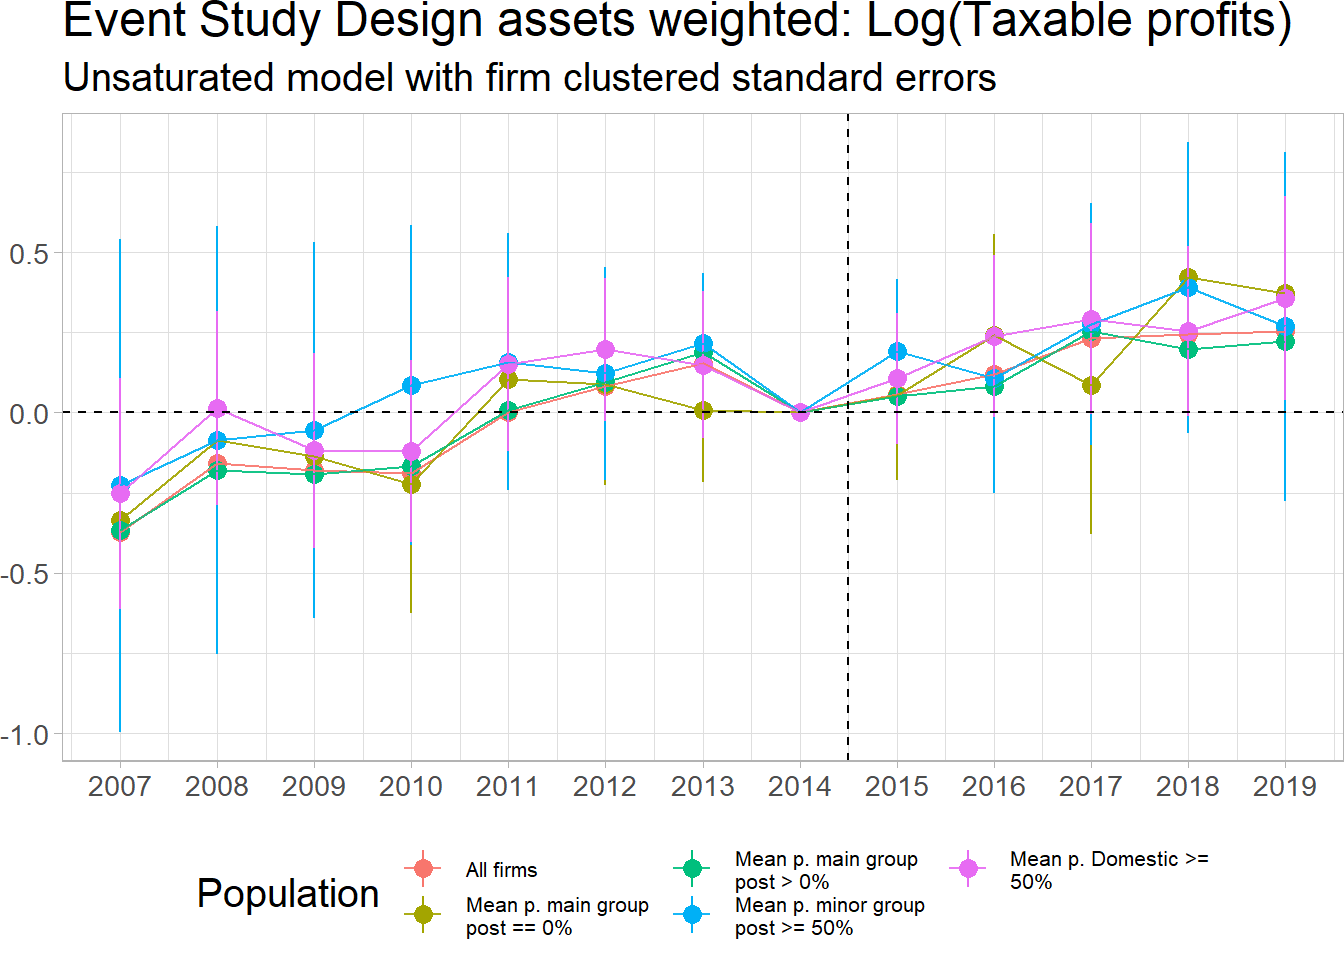 Event Study Design assets weighted: Log(Taxable profits)
Unsaturated model with firm clustered standard errors
0.5
0.0
-0.5
-1.0
2007 2008 2009 2010 2011 2012 2013 2014 2015 2016 2017 2018 2019
Population
All firms
Mean p. main group
post == 0%
Mean p. main group
post > 0%
Mean p. minor group
post >= 50%
Mean p. Domestic >=
50%